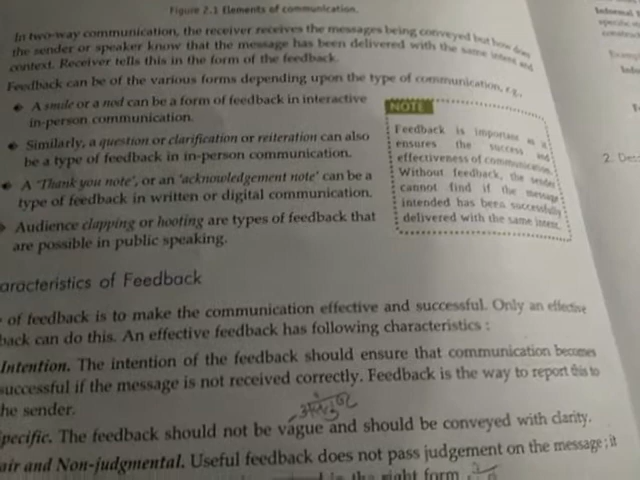 Figure 2.1 Elements of communication.
In two-way communication, the receiver receives the messages being conveyed but how does
the sender or speaker know that the message has been delivered with the same intent and
context. Receiver tells this in the form of the feedback.
Feedback can be of the various forms depending upon the type of communication, e.g.,
A smile or a nod can be a form of feedback in interactive
in-person communication.
Similarly, a question or clarification or reiteration can also
be a type of feedback in in-person communication.
A 'Thank you note', or an 'acknowledgement note' can be a
type of feedback in written or digital communication.
Audience clapping or hooting are types of feedback that
are possible in public speaking.
NOTE
Feedback is important as it
ensures the success and
effectiveness of communication.
Without feedback, the sender
cannot find if the message
intended has been successfully
delivered with the same intent.
aracteristics of Feedback
of feedback is to make the communication effective and successful. Only an effective
back can do this. An effective feedback has following characteristics :
Intention. The intention of the feedback should ensure that communication becomes
successful if the message is not received correctly. Feedback is the way to report this to
he sender.
pecific. The feedback should not be vague and should be conveyed with clarity.
air and Non-judgmental. Useful feedback does not pass judgement on the message; it
the right form
Informal
specific
2. Des